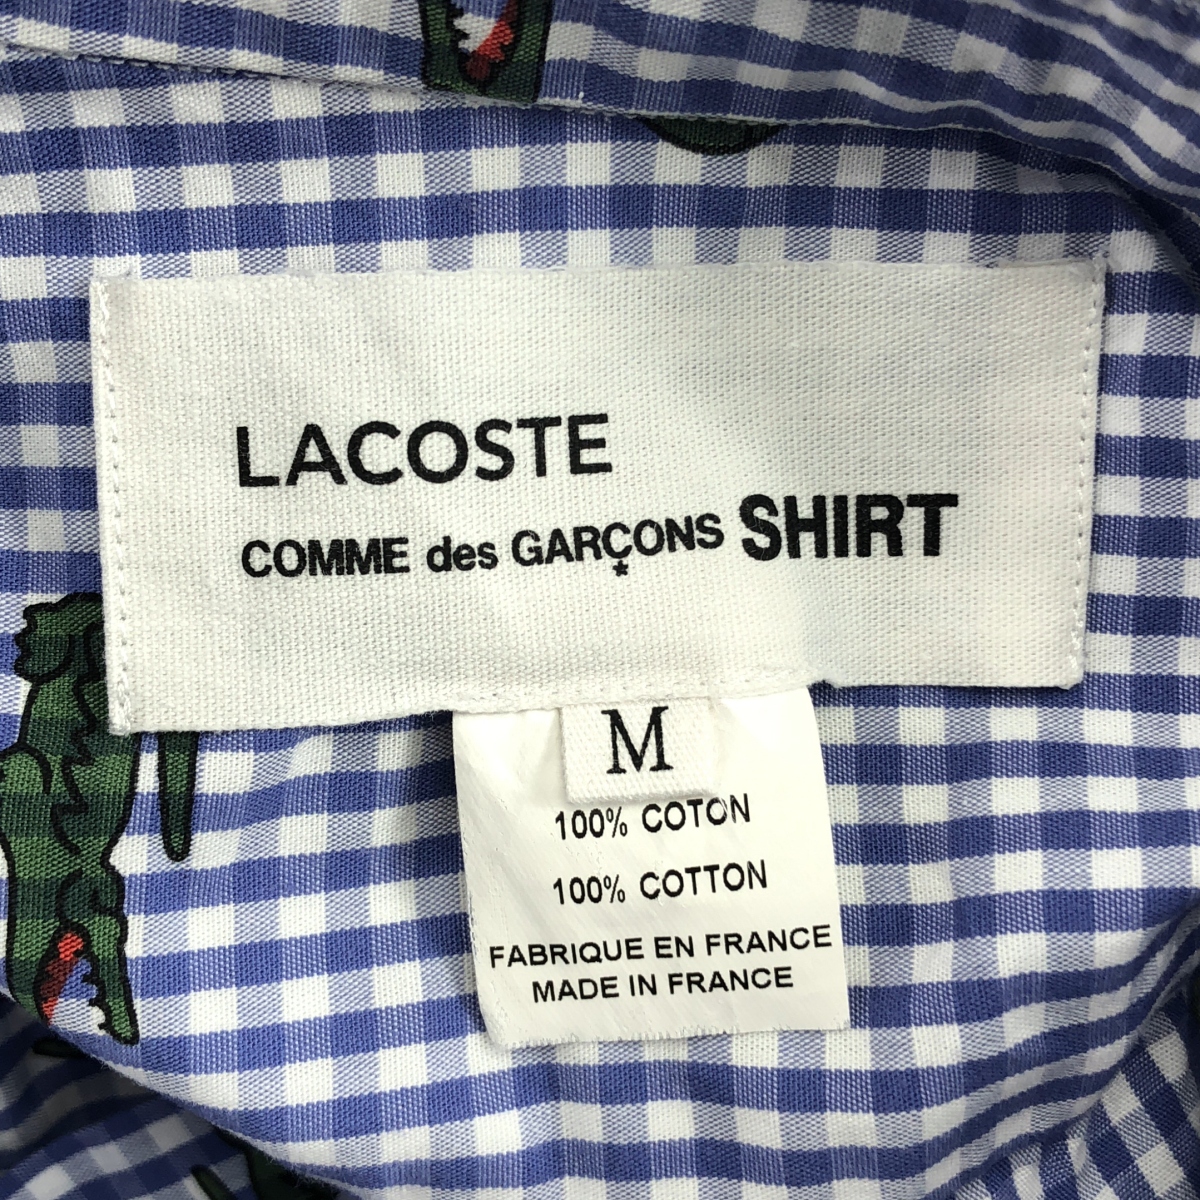 LACOSTE
COMME des GARÇONS SHIRT
*
M
100% COTON
100% COTTON
FABRIQUE EN FRANCE
MADE IN FRANCE